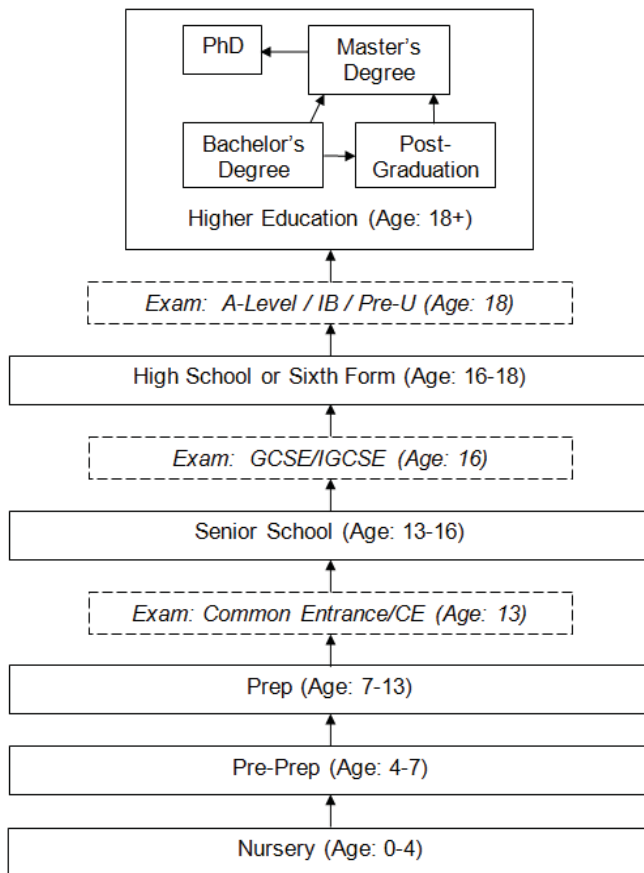 PhD
Master's
Degree
Bachelor's
Degree
Post-
Graduation
Higher Education (Age: 18+)
Exam:  A-Level / IB / Pre-U (Age: 18)
High School or Sixth Form (Age: 16-18)
Exam:  GCSE/IGCSE (Age: 16)
Senior School (Age: 13-16)
Exam: Common Entrance/CE (Age: 13)
Prep (Age: 7-13)
Pre-Prep (Age: 4-7)
Nursery (Age: 0-4)